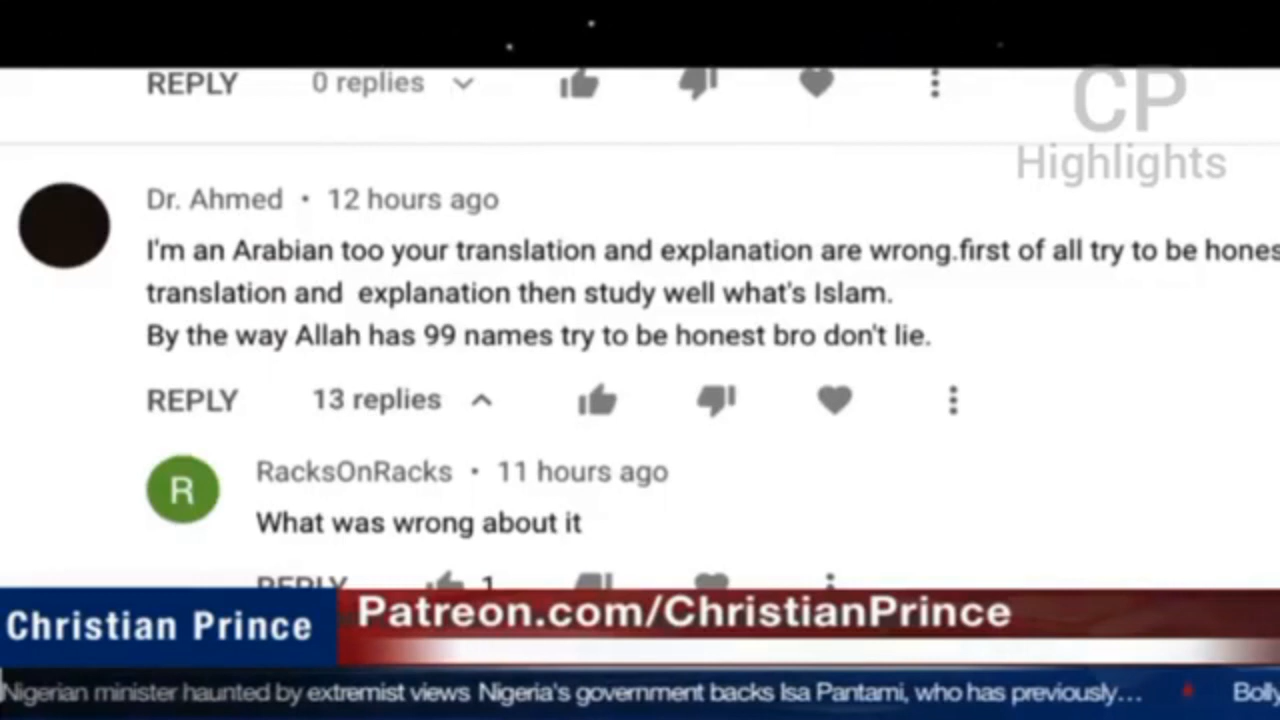 REPLY 0 replies
CP
Highlights
Dr. Ahmed • 12 hours ago
I'm an Arabian too your translation and explanation are wrong.first of all try to be hones
translation and explanation then study well what's Islam.
By the way Allah has 99 names try to be honest bro don't lie.
REPLY 13 replies
R
RacksOnRacks • 11 hours ago
What was wrong about it
REPLY 1
Christian Prince
Patreon.com/ChristianPrince
Nigerian minister haunted by extremist views Nigeria's government backs Isa Pantami, who has previously... Bolly